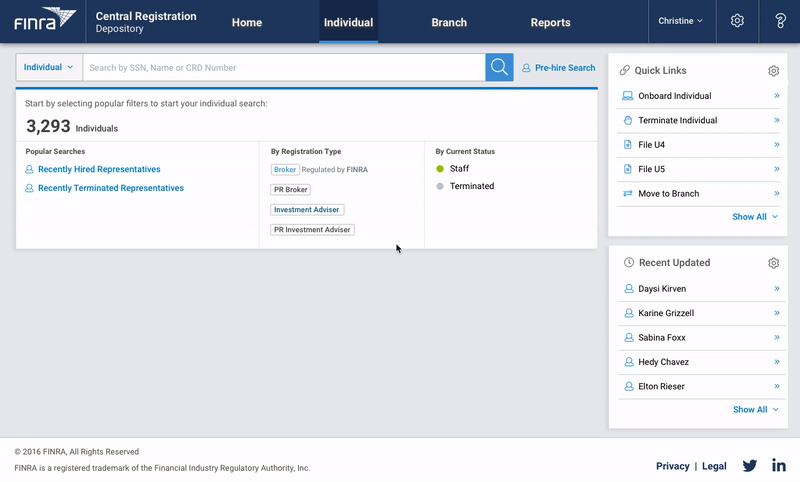 FINRA
Central Registration
Depository
Home
Individual
Branch
Reports
Christine
?
Individual
Search by SSN, Name or CRD Number
Pre-hire Search
Start by selecting popular filters to start your individual search:
3,293 Individuals
Popular Searches
Recently Hired Representatives
Recently Terminated Representatives
By Registration Type
Broker Regulated by FINRA
PR Broker
Investment Adviser
PR Investment Adviser
By Current Status
Staff
Terminated
Quick Links
Onboard Individual »
Terminate Individual »
File U4 »
File U5 »
Move to Branch »
Show All
Recent Updated
Daysi Kirven »
Karine Grizzell »
Sabina Foxx »
Hedy Chavez »
Elton Rieser »
Show All
© 2016 FINRA, All Rights Reserved
FINRA is a registered trademark of the Financial Industry Regulatory Authority, Inc.
Privacy | Legal
in